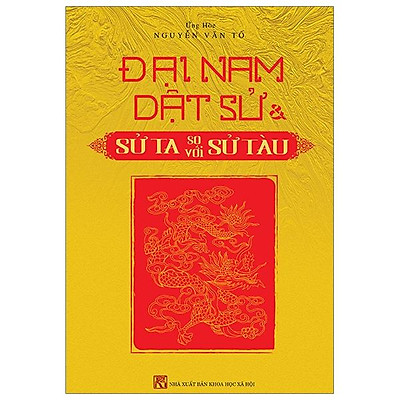 Ứng Hòe
NGUYỄN VĂN TỐ
ĐẠI NAM
DẬT SỬ &
SỬ TA SO VỚI SỬ TÀU
NHÀ XUẤT BẢN KHOA HỌC XÃ HỘI